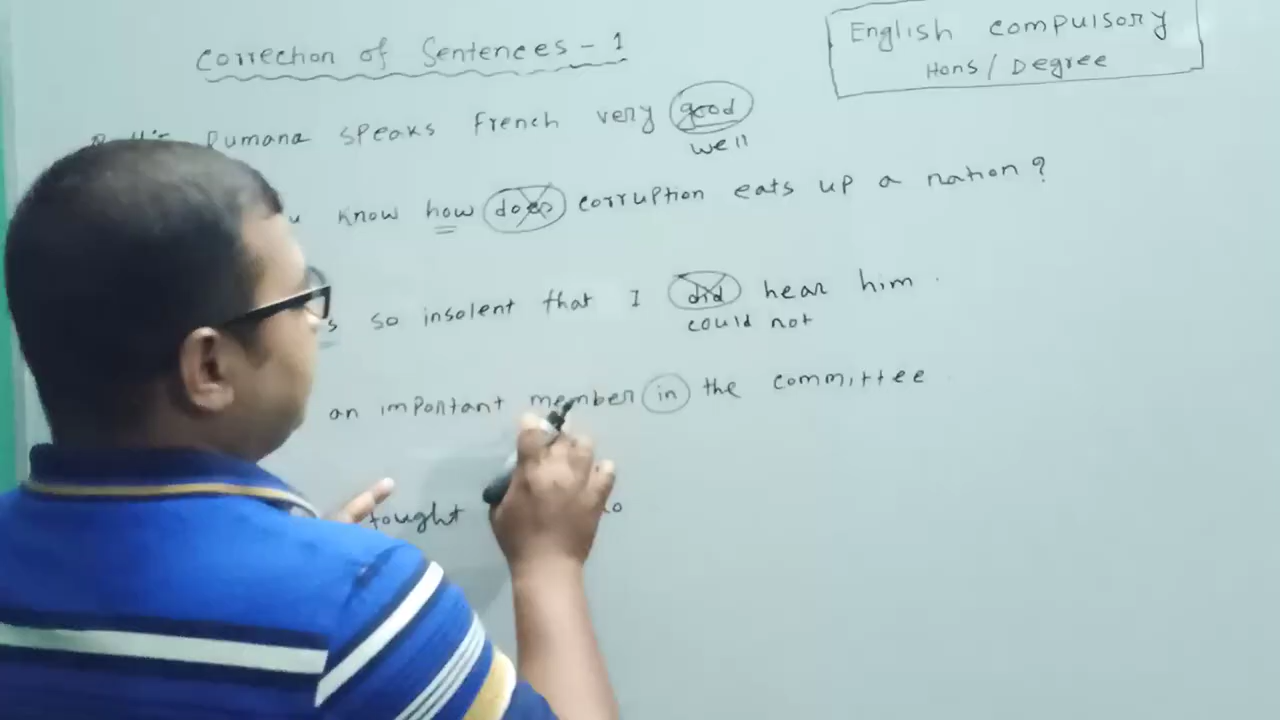 Correction of Sentences - 1
English compulsory
Hons / Degree
Rumana speaks French very good
well
know how does corruption eats up a nation?
so insolent that I did hear him.
could not
an important member in the committee
fought